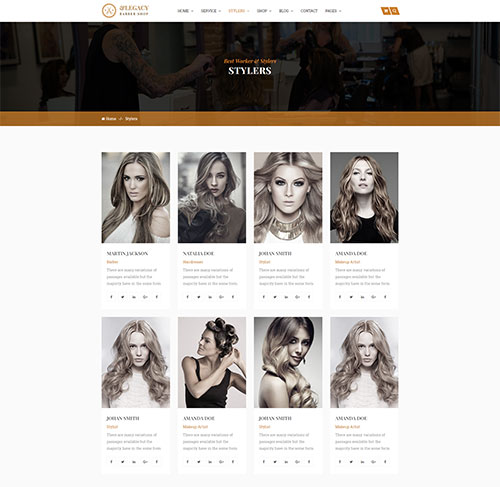 &LEGACY
BARBER SHOP
HOME
SERVICE
STYLERS
SHOP
BLOG
CONTACT
PAGES
Best Worker & Stylers
STYLERS
Home
Stylers
MARTIN JACKSON
Barber
There are many variations of
passages available but the
majority have in the some form
NATALIA DOE
Hairdresser
There are many variations of
passages available but the
majority have in the some form
JOHAN SMITH
Stylist
There are many variations of
passages available but the
majority have in the some form
AMANDA DOE
Makeup Artist
There are many variations of
passages available but the
majority have in the some form
JOHAN SMITH
Stylist
There are many variations of
passages available but the
majority have in the some form
AMANDA DOE
Makeup Artist
There are many variations of
passages available but the
majority have in the some form
JOHAN SMITH
Stylist
There are many variations of
passages available but the
majority have in the some form
AMANDA DOE
Makeup Artist
There are many variations of
passages available but the
majority have in the some form